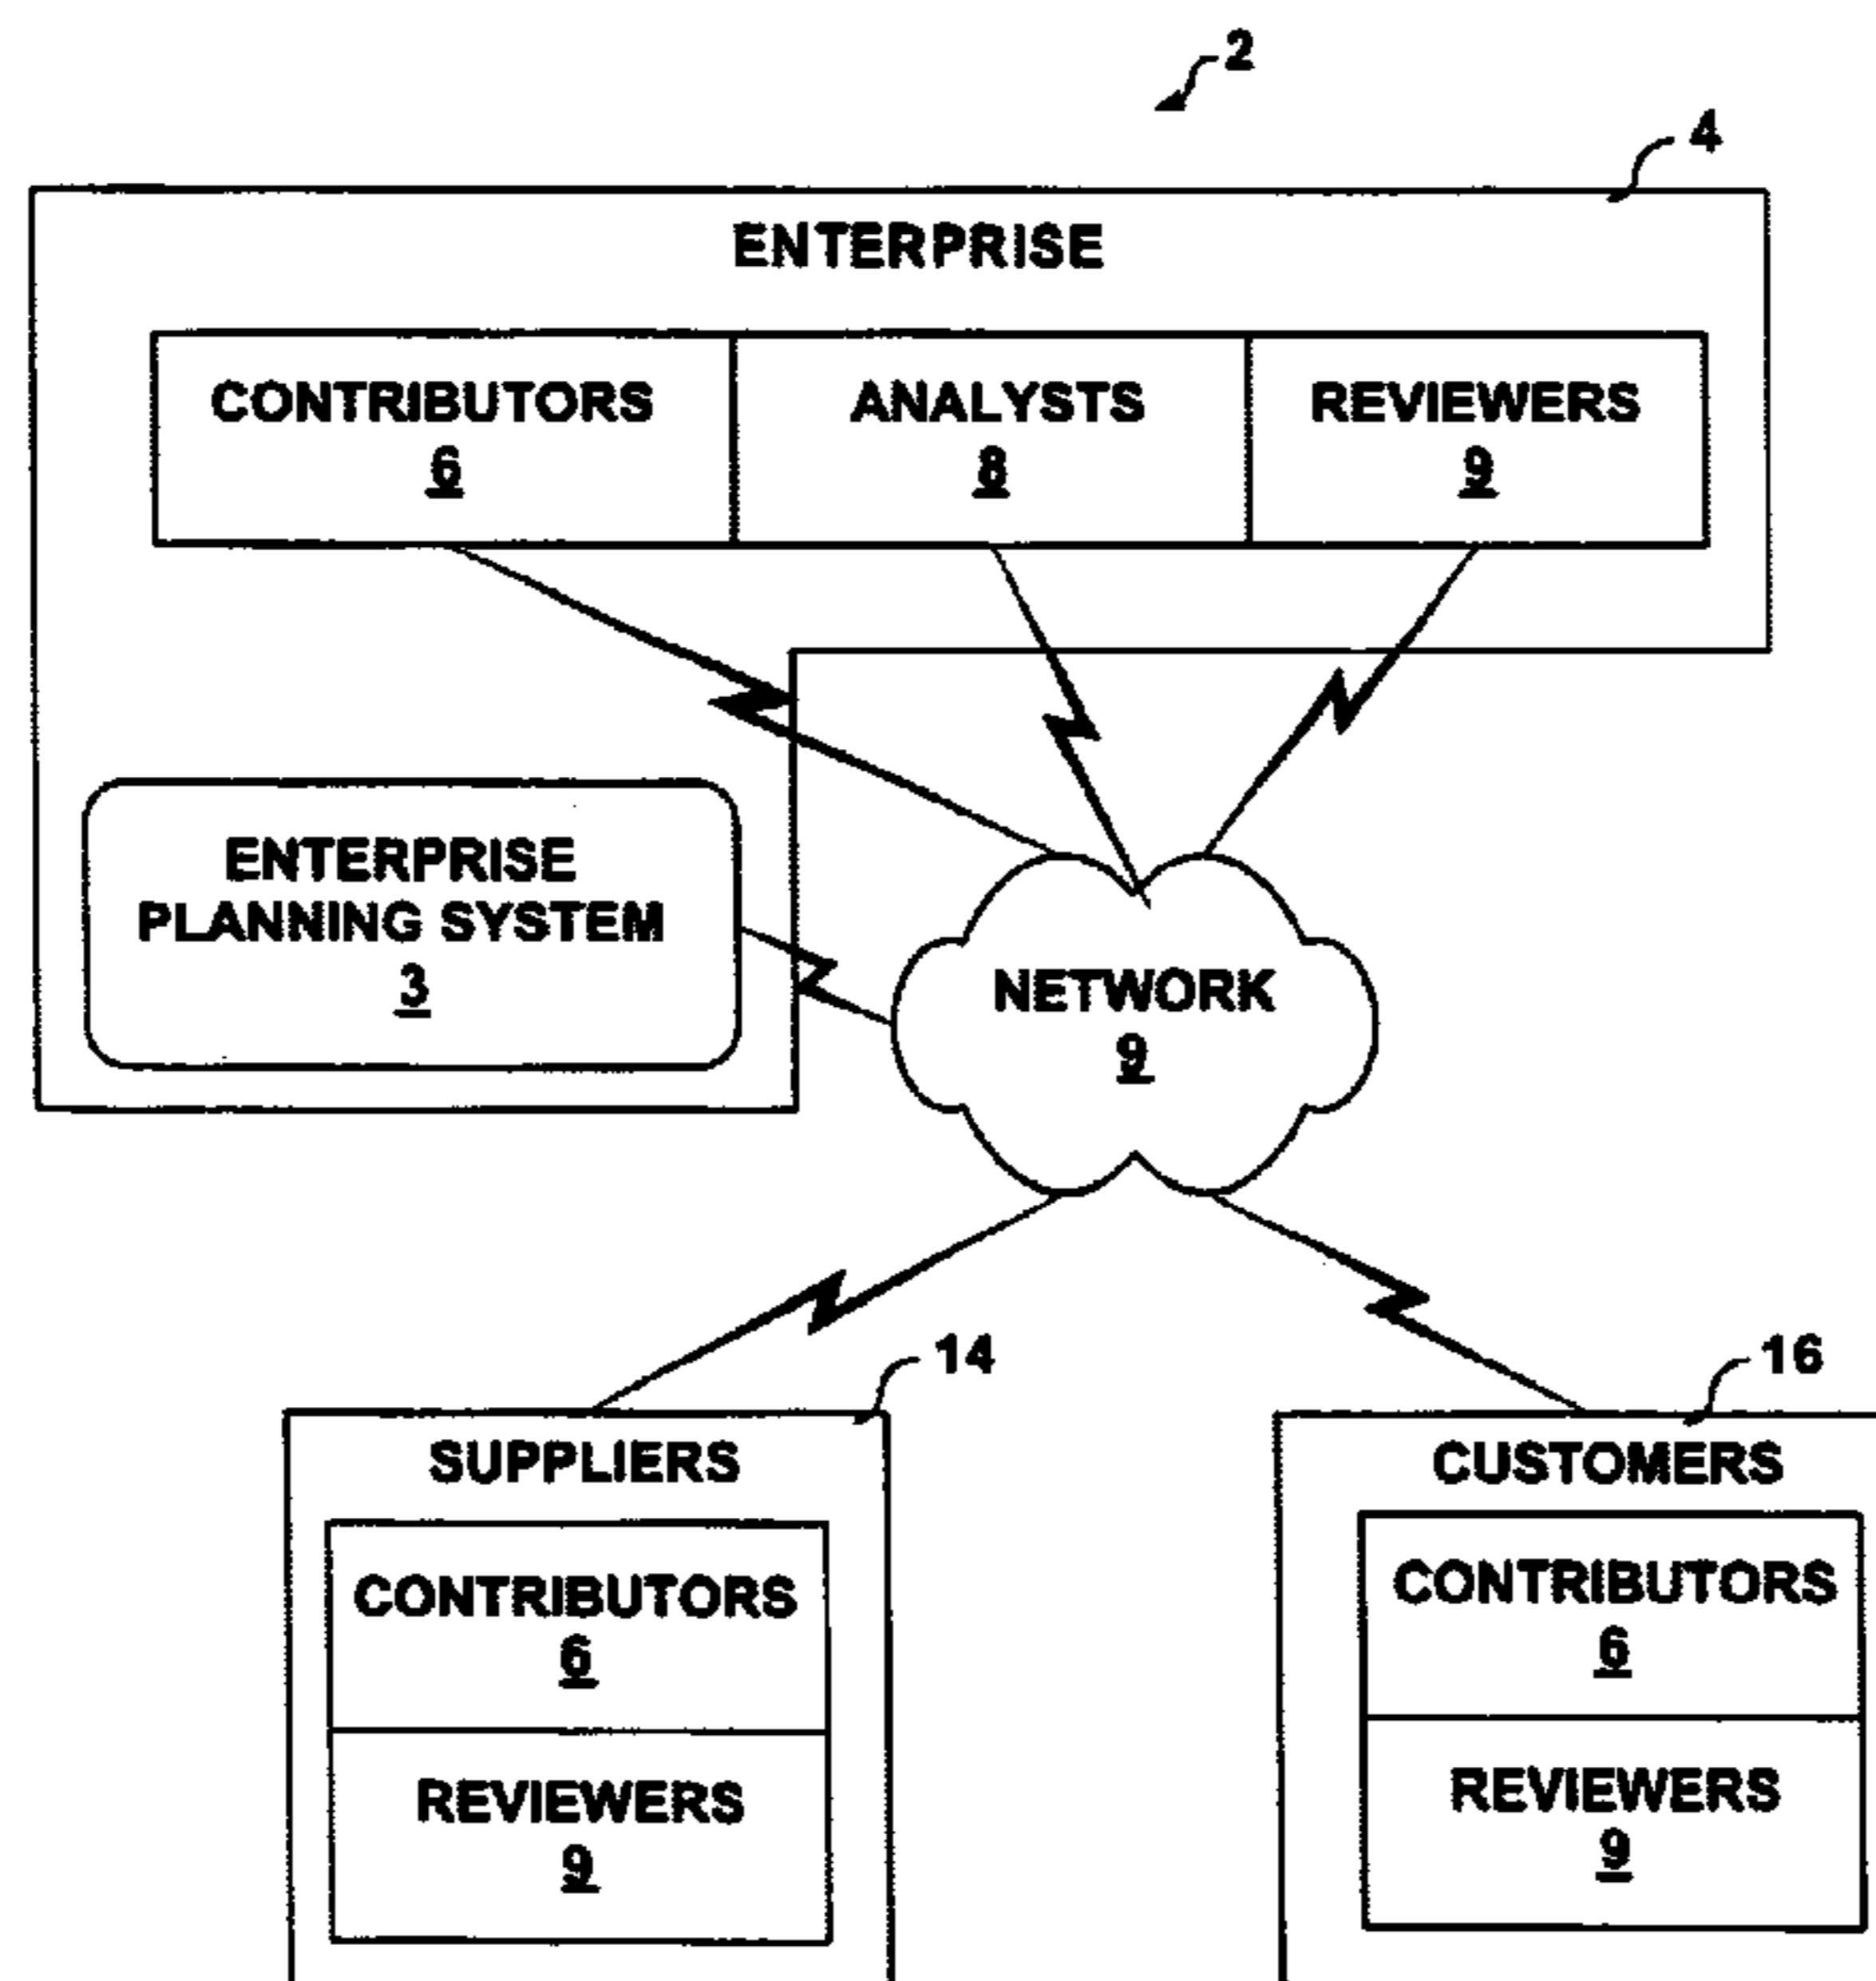 2
4
ENTERPRISE
CONTRIBUTORS
6
ANALYSTS
8
REVIEWERS
9
ENTERPRISE
PLANNING SYSTEM
3
NETWORK
9
14
SUPPLIERS
CONTRIBUTORS
6
REVIEWERS
9
16
CUSTOMERS
CONTRIBUTORS
6
REVIEWERS
9